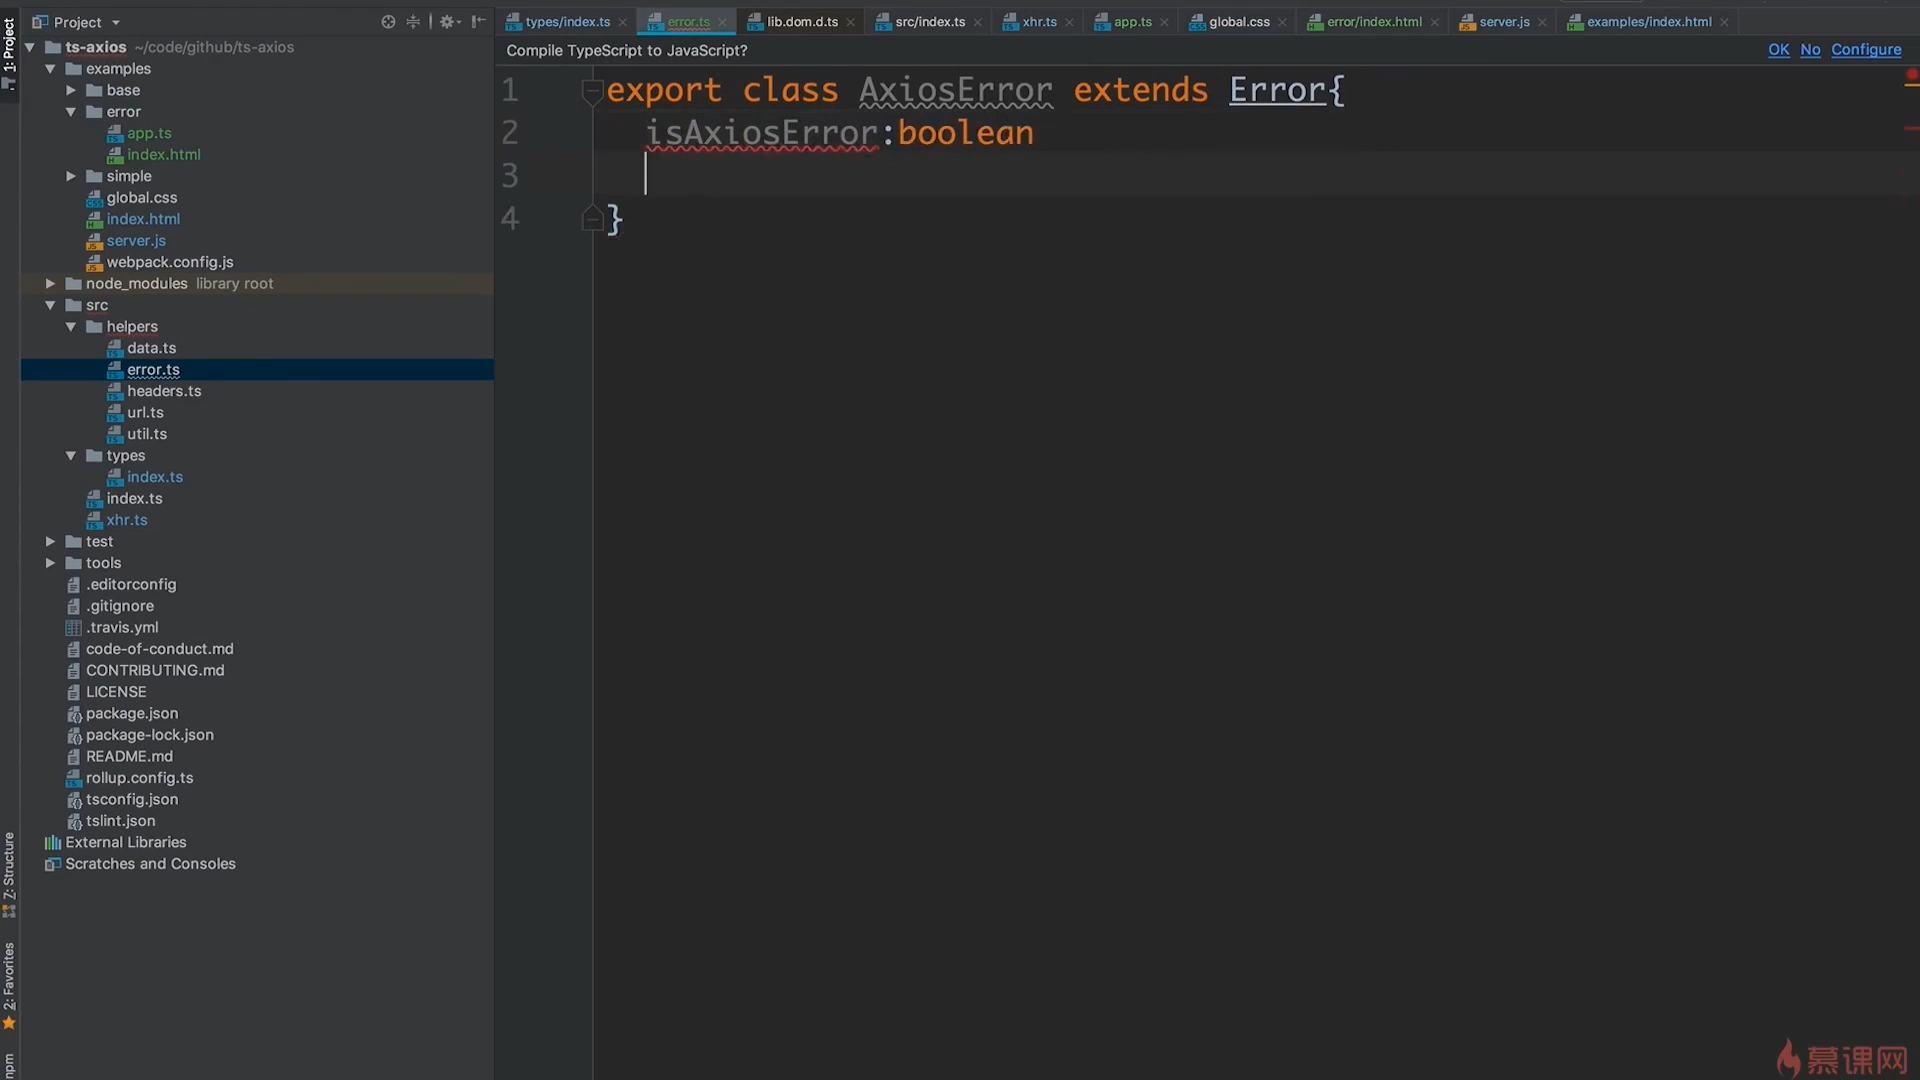 Project
types/index.ts
error.ts
lib.dom.d.ts
src/index.ts
xhr.ts
app.ts
global.css
error/index.html
server.js
examples/index.html
Compile TypeScript to JavaScript?
OK
No
Configure
1: Project
ts-axios ~/code/github/ts-axios
examples
base
error
app.ts
index.html
simple
global.css
index.html
server.js
webpack.config.js
node_modules library root
src
helpers
data.ts
error.ts
headers.ts
url.ts
util.ts
types
index.ts
index.ts
xhr.ts
test
tools
.editorconfig
.gitignore
.travis.yml
code-of-conduct.md
CONTRIBUTING.md
LICENSE
package.json
package-lock.json
README.md
rollup.config.ts
tsconfig.json
tslint.json
External Libraries
Scratches and Consoles
Z: Structure
2: Favorites
npm
1 export class AxiosError extends Error{
2 isAxiosError:boolean
3
4 }
慕课网